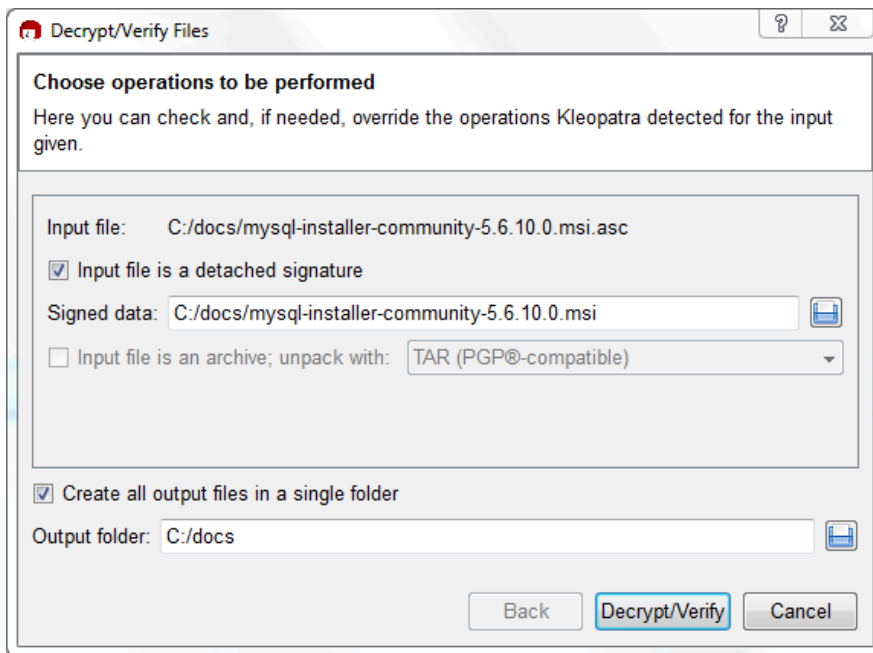 Decrypt/Verify Files
Choose operations to be performed
Here you can check and, if needed, override the operations Kleopatra detected for the input
given.
Input file: C:/docs/mysql-installer-community-5.6.10.0.msi.asc
Input file is a detached signature
Signed data: C:/docs/mysql-installer-community-5.6.10.0.msi
Input file is an archive; unpack with: TAR (PGP®-compatible)
Create all output files in a single folder
Output folder: C:/docs
Back Decrypt/Verify Cancel